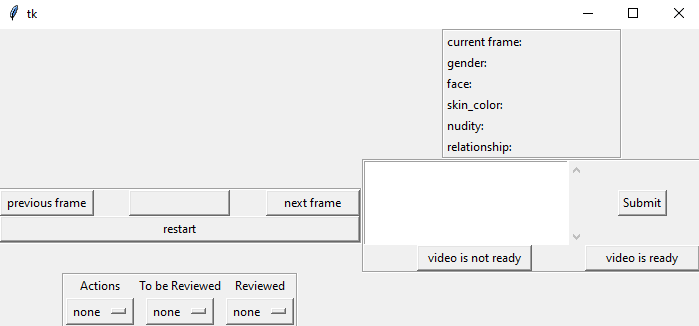 tk
current frame:
gender:
face:
skin_color:
nudity:
relationship:
previous frame
next frame
restart
Submit
video is not ready
video is ready
Actions
To be Reviewed
Reviewed
none
none
none